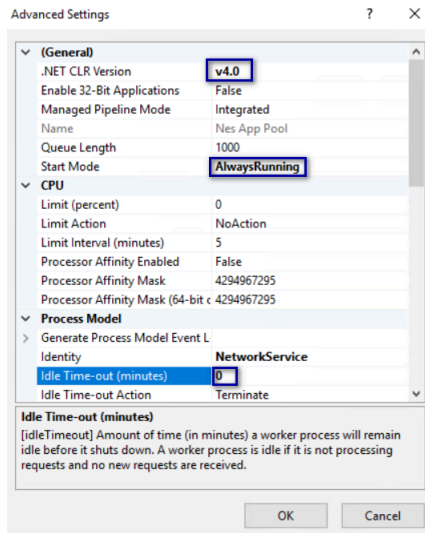 Advanced Settings ? ×
(General)
.NET CLR Version v4.0
Enable 32-Bit Applications False
Managed Pipeline Mode Integrated
Name Nes App Pool
Queue Length 1000
Start Mode AlwaysRunning
CPU
Limit (percent) 0
Limit Action NoAction
Limit Interval (minutes) 5
Processor Affinity Enabled False
Processor Affinity Mask 4294967295
Processor Affinity Mask (64-bit c 4294967295
Process Model
Generate Process Model Event L
Identity NetworkService
Idle Time-out (minutes) 0
Idle Time-out Action Terminate
Idle Time-out (minutes)
[idleTimeout] Amount of time (in minutes) a worker process will remain
idle before it shuts down. A worker process is idle if it is not processing
requests and no new requests are received.
OK Cancel